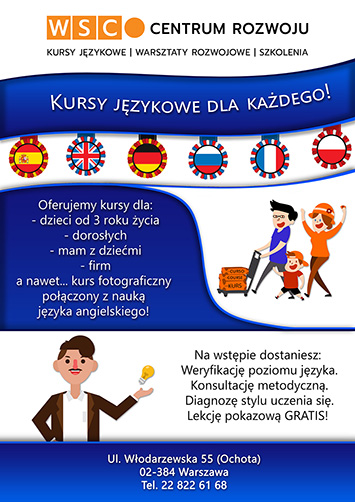 WSC CENTRUM ROZWOJU
KURSY JĘZYKOWE | WARSZTATY ROZWOJOWE | SZKOLENIA
KURSY JĘZYKOWE DLA KAŻDEGO!
Oferujemy kursy dla:
- dzieci od 3 roku życia
- dorosłych
- mam z dziećmi
- firm
a nawet... kurs fotograficzny
połączony z nauką
języka angielskiego!
CURSO
COURSE
KURS
Na wstępie dostaniesz:
Weryfikację poziomu języka.
Konsultację metodyczną.
Diagnozę stylu uczenia się.
Lekcję pokazową GRATIS!
Ul. Włodarzewska 55 (Ochota)
02-384 Warszawa
Tel. 22 822 61 68